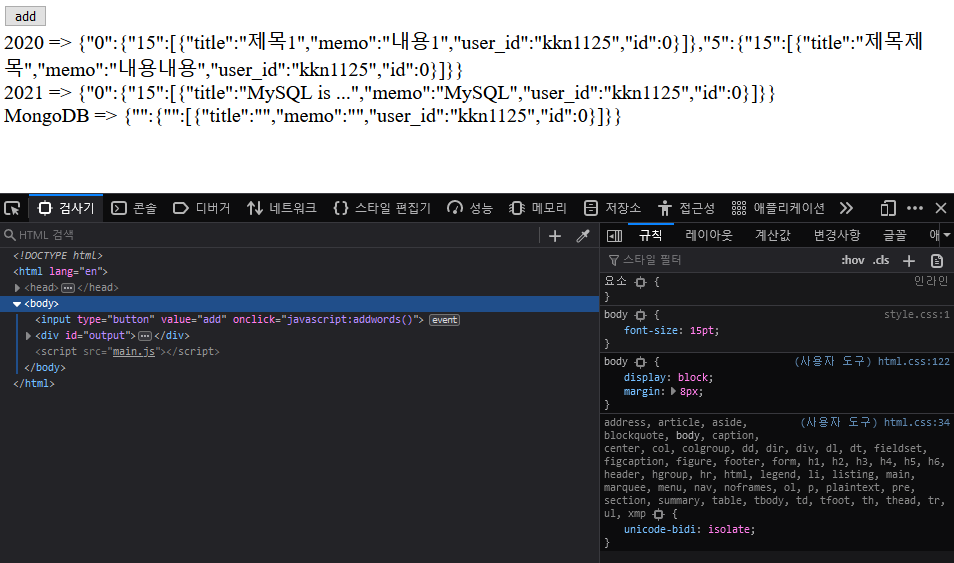 add
2020 => {"0":{"15":[{"title":"제목1","memo":"내용1","user_id":"kkn1125","id":0}]},"5":{"15":[{"title":"제목제
목","memo":"내용내용","user_id":"kkn1125","id":0}]}}
2021 => {"0":{"15":[{"title":"MySQL is ...","memo":"MySQL","user_id":"kkn1125","id":0}]}}
MongoDB => {"":{"":[{"title":"","memo":"","user_id":"kkn1125","id":0}]}}
검사기 콘솔 디버거 네트워크 스타일 편집기 성능 메모리 저장소 접근성 애플리케이션
HTML 검색
규칙 레이아웃 계산값 변경사항 글꼴 애
스타일 필터 :hov .cls
<!DOCTYPE html>
<html lang="en">
<head></head>
<body>
<input type="button" value="add" onclick="javascript:addwords()"> event
<div id="output"></div>
<script src="main.js"></script>
</body>
</html>
요소 { 인라인
}
body { style.css:1
font-size: 15pt;
}
body { (사용자 도구) html.css:122
display: block;
margin: 8px;
}
address, article, aside, (사용자 도구) html.css:34
blockquote, body, caption,
center, col, colgroup, dd, dir, div, dl, dt, fieldset,
figcaption, figure, footer, form, h1, h2, h3, h4, h5, h6,
header, hgroup, hr, html, legend, li, listing, main,
marquee, menu, nav, noframes, ol, p, plaintext, pre,
section, summary, table, tbody, td, tfoot, th, thead, tr,
ul, xmp {
unicode-bidi: isolate;
}